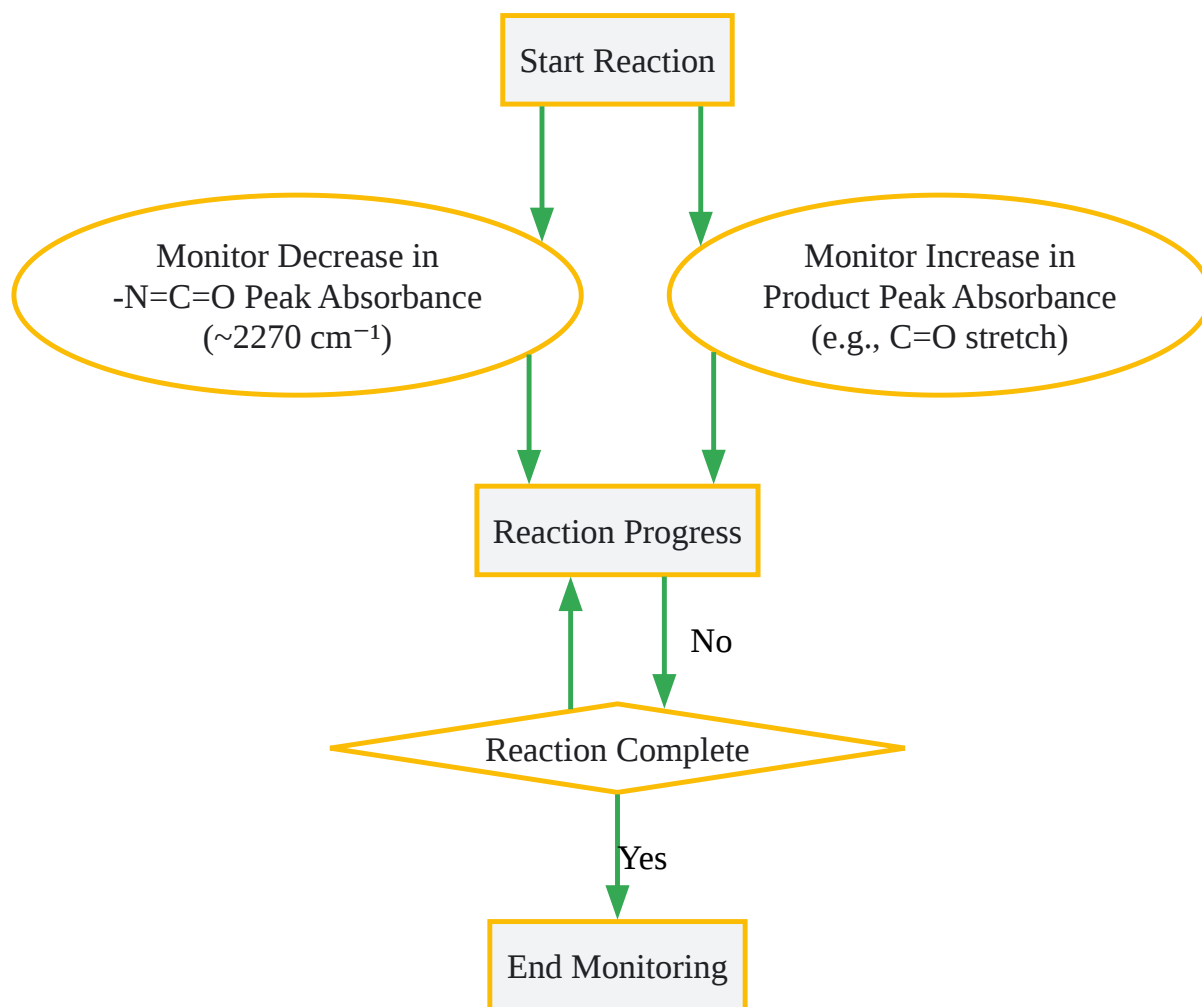 Start Reaction
Monitor Decrease in
-N=C=O Peak Absorbance
(~2270 cm⁻¹)
Monitor Increase in
Product Peak Absorbance
(e.g., C=O stretch)
Reaction Progress
No
Reaction Complete
Yes
End Monitoring